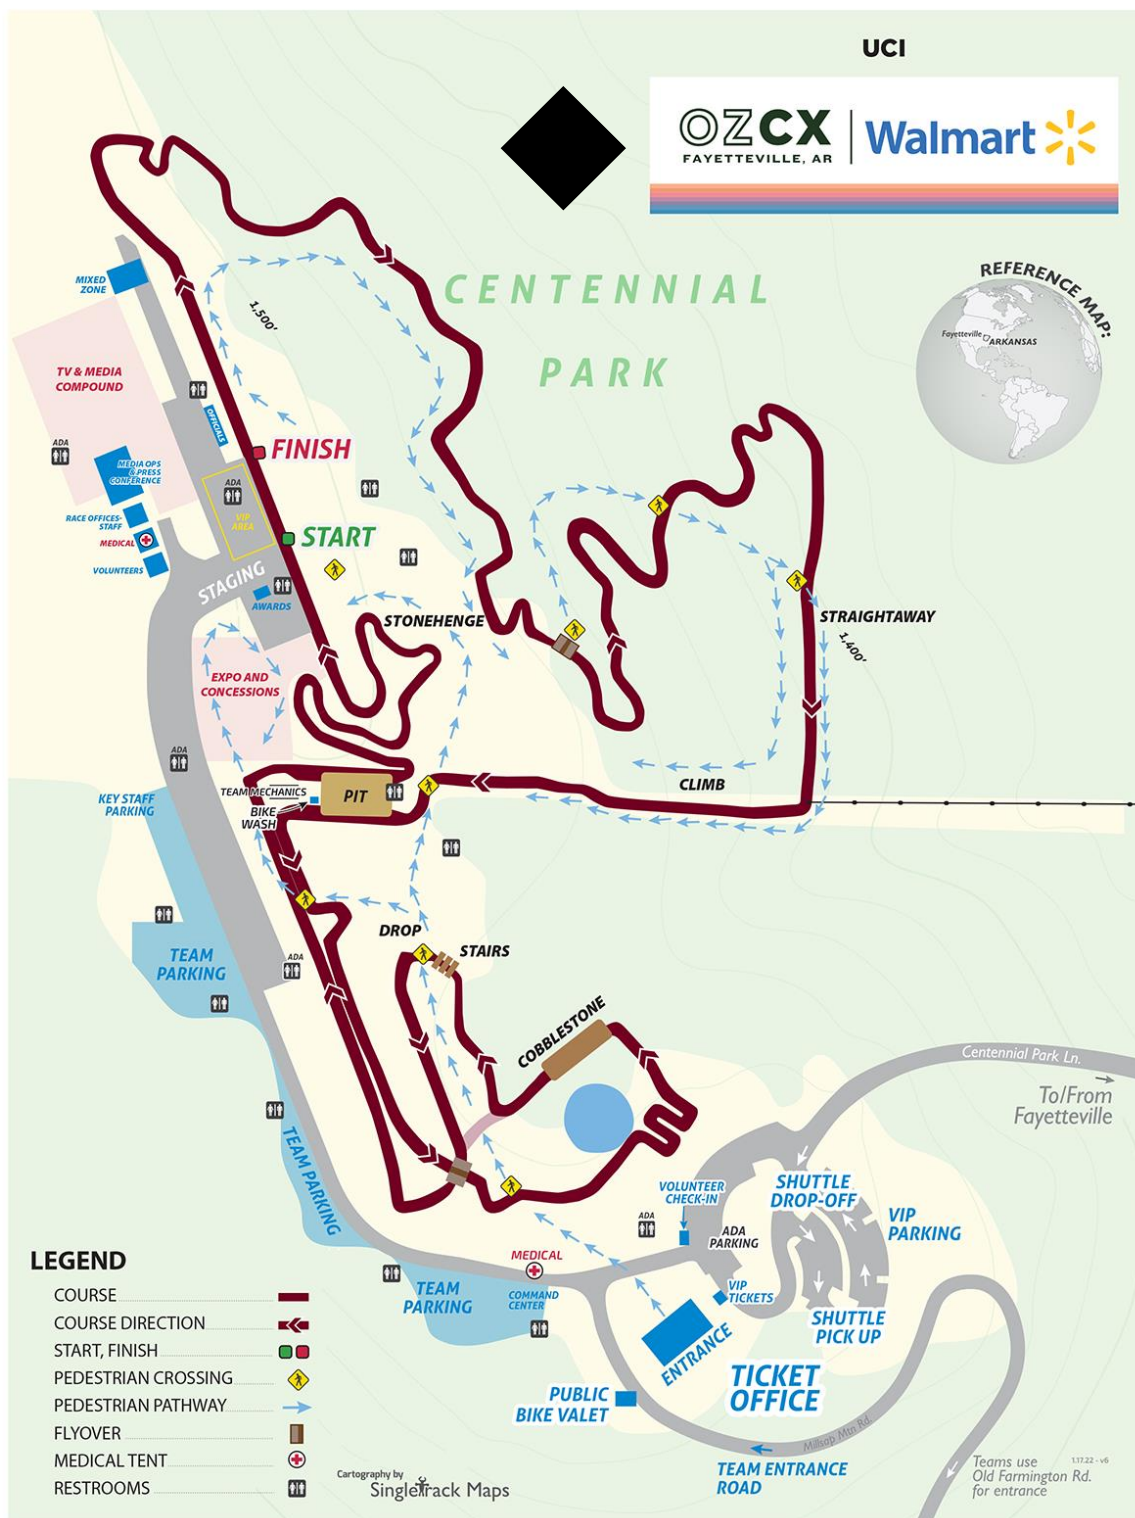 UCI
OZCX
FAYETTEVILLE, AR
Walmart
REFERENCE MAP:
Fayetteville
ARKANSAS
CENTENNIAL
PARK
MIXED
ZONE
1,500'
TV & MEDIA
COMPOUND
OFFICIALS
FINISH
ADA
MEDIA OPS
& PRESS
CONFERENCE
ADA
VIP
AREA
RACE OFFICES-
STAFF
MEDICAL
VOLUNTEERS
START
STAGING
AWARDS
STONEHENGE
STRAIGHTAWAY
1,400'
EXPO AND
CONCESSIONS
ADA
TEAM MECHANICS
PIT
BIKE
WASH
CLIMB
KEY STAFF
PARKING
DROP
STAIRS
TEAM
PARKING
ADA
COBBLESTONE
Centennial Park Ln.
To/From
Fayetteville
TEAM PARKING
VOLUNTEER
CHECK-IN
SHUTTLE
DROP-OFF
VIP
PARKING
ADA
ADA
PARKING
MEDICAL
COMMAND
CENTER
TEAM
PARKING
VIP
TICKETS
SHUTTLE
PICK UP
ENTRANCE
TICKET
OFFICE
PUBLIC
BIKE VALET
Millsap Mtn Rd.
TEAM ENTRANCE
ROAD
Teams use
Old Farmington Rd.
for entrance
1.17.22 - v6
LEGEND
COURSE
COURSE DIRECTION
START, FINISH
PEDESTRIAN CROSSING
PEDESTRIAN PATHWAY
FLYOVER
MEDICAL TENT
RESTROOMS
Cartography by
SingleTrack Maps